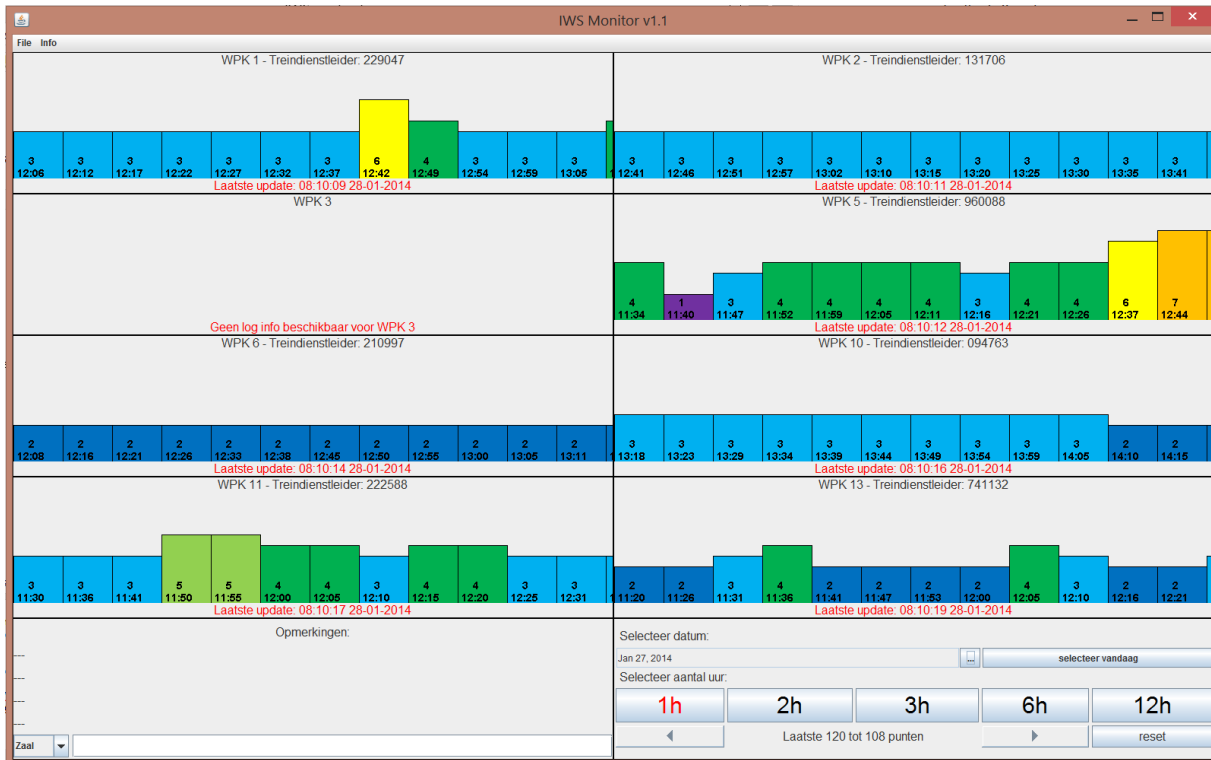 IWS Monitor v1.1
File Info
WPK 1 - Treindienstleider: 229047
3 3 3 3 3 3 3 6 4 3 3 3
12:06 12:12 12:17 12:22 12:27 12:32 12:37 12:42 12:49 12:54 12:59 13:05
Laatste update: 08:10:09 28-01-2014
WPK 2 - Treindienstleider: 131706
3 3 3 3 3 3 3 3 3 3 3 3
12:41 12:46 12:51 12:57 13:02 13:10 13:15 13:20 13:25 13:30 13:35 13:41
Laatste update: 08:10:11 28-01-2014
WPK 3
Geen log info beschikbaar voor WPK 3
WPK 5 - Treindienstleider: 960088
4 1 3 4 4 4 4 3 4 4 6 7
11:34 11:40 11:47 11:52 11:59 12:05 12:11 12:16 12:21 12:26 12:37 12:44
Laatste update: 08:10:12 28-01-2014
WPK 6 - Treindienstleider: 210997
2 2 2 2 2 2 2 2 2 2 2 2
12:08 12:16 12:21 12:26 12:33 12:38 12:45 12:50 12:55 13:00 13:05 13:11
Laatste update: 08:10:14 28-01-2014
WPK 10 - Treindienstleider: 094763
3 3 3 3 3 3 3 3 3 3 2 2
13:18 13:23 13:29 13:34 13:39 13:44 13:49 13:54 13:59 14:05 14:10 14:15
Laatste update: 08:10:16 28-01-2014
WPK 11 - Treindienstleider: 222588
3 3 3 5 5 4 4 3 4 4 3 3
11:30 11:36 11:41 11:50 11:55 12:00 12:05 12:10 12:15 12:20 12:25 12:31
Laatste update: 08:10:17 28-01-2014
WPK 13 - Treindienstleider: 741132
2 2 3 4 2 2 2 2 4 3 2 2
11:20 11:26 11:31 11:36 11:41 11:47 11:53 12:00 12:05 12:10 12:16 12:21
Laatste update: 08:10:19 28-01-2014
Opmerkingen:
---
---
---
---
Zaal
Selecteer datum:
Jan 27, 2014 ... selecteer vandaag
Selecteer aantal uur:
1h 2h 3h 6h 12h
Laatste 120 tot 108 punten reset